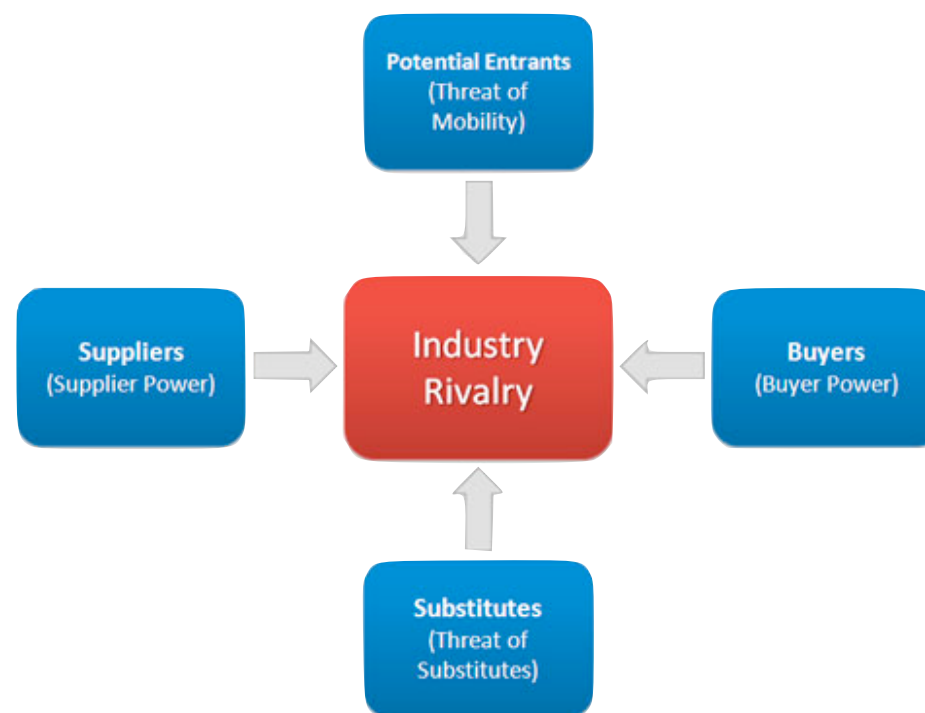 Potential Entrants
(Threat of
Mobility)
Suppliers
(Supplier Power)
Industry
Rivalry
Buyers
(Buyer Power)
Substitutes
(Threat of
Substitutes)